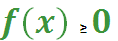 f(x) ≥ 0